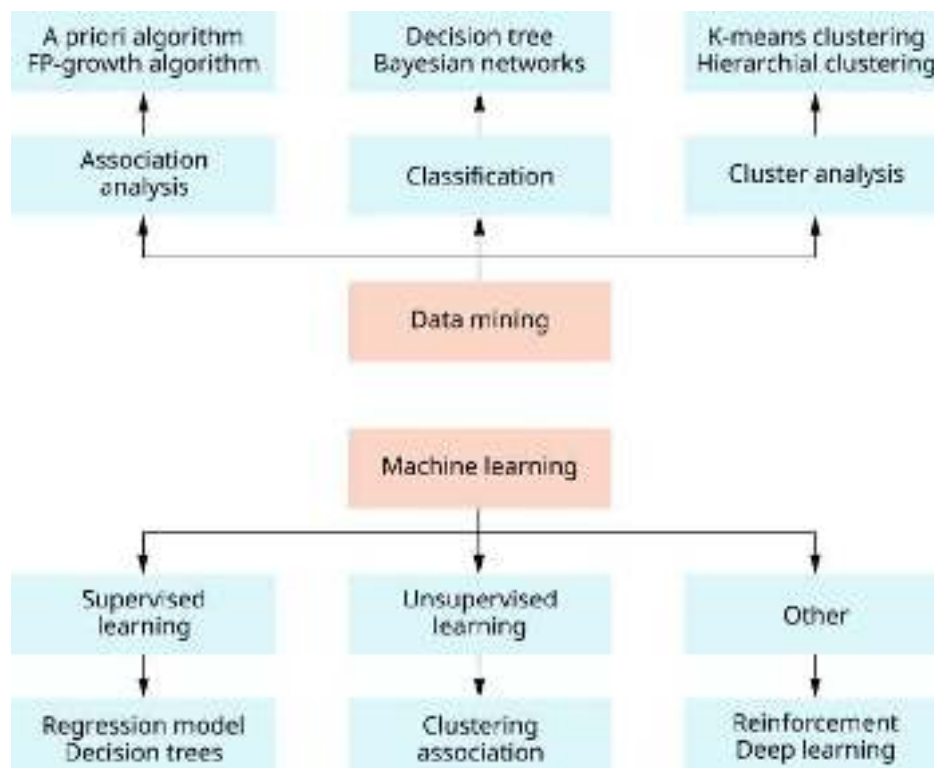 A priori algorithm
FP-growth algorithm
Decision tree
Bayesian networks
K-means clustering
Hierarchial clustering
Association
analysis
Classification
Cluster analysis
Data mining
Machine learning
Supervised
learning
Unsupervised
learning
Other
Regression model
Decision trees
Clustering
association
Reinforcement
Deep learning